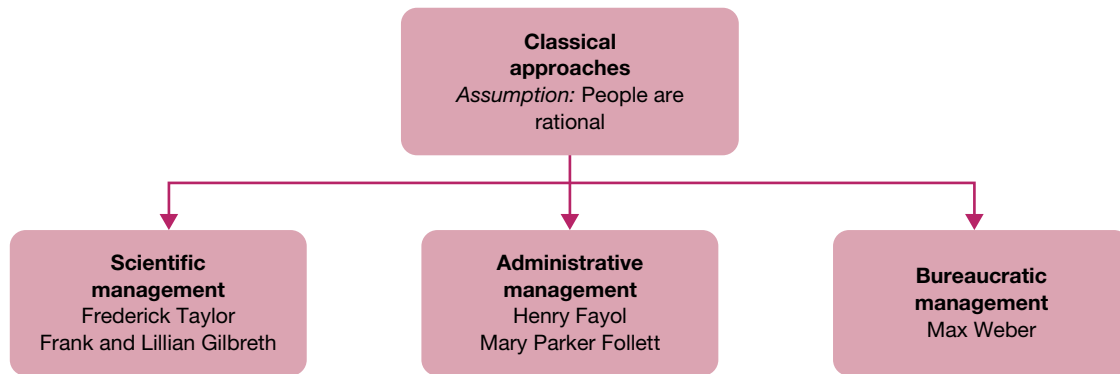 Classical
approaches
Assumption: People are
rational
Scientific
management
Frederick Taylor
Frank and Lillian Gilbreth
Administrative
management
Henry Fayol
Mary Parker Follett
Bureaucratic
management
Max Weber